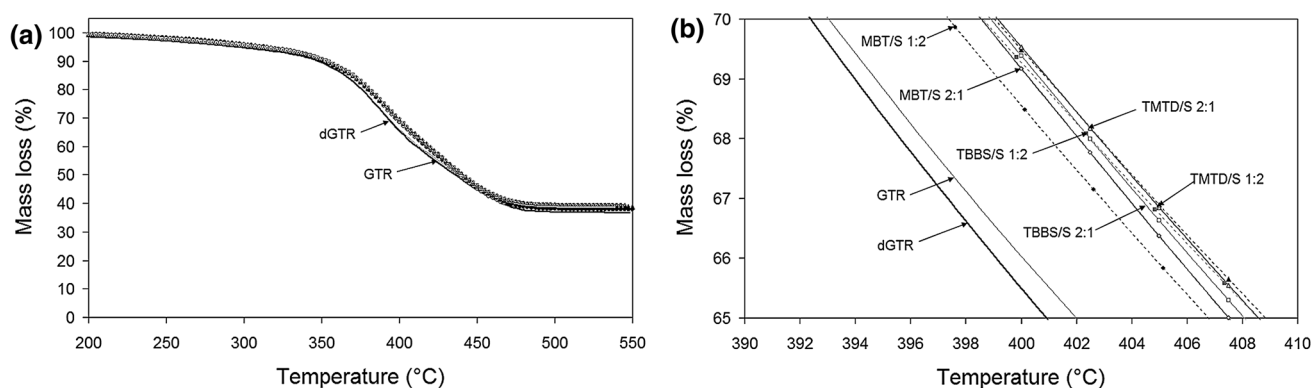 (a)
Mass loss (%)
100
90
80
70
60
50
40
30
20
10
0
dGTR
GTR
200 250 300 350 400 450 500 550
Temperature (°C)
(b)
Mass loss (%)
70
69
68
67
66
65
MBT/S 1:2
MBT/S 2:1
TMTD/S 2:1
TBBS/S 1:2
GTR
TMTD/S 1:2
TBBS/S 2:1
dGTR
390 392 394 396 398 400 402 404 406 408 410
Temperature (°C)